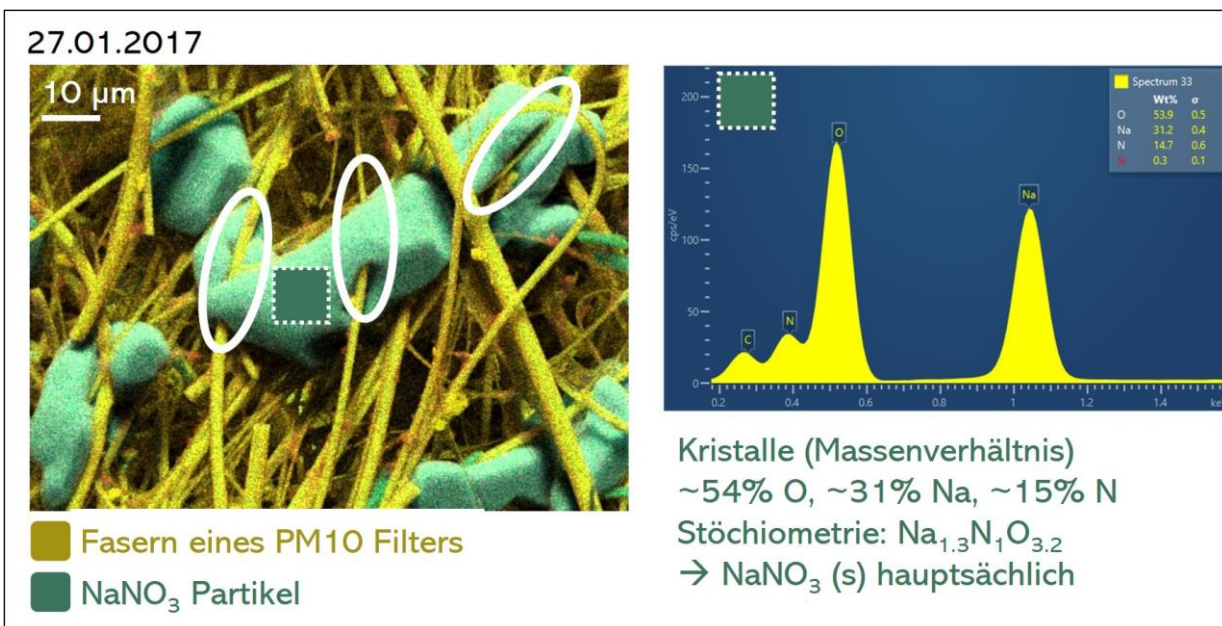 27.01.2017
10 µm
Fasern eines PM10 Filters
NaNO₃ Partikel
Spectrum 33
Wt% σ
O 53.9 0.5
Na 31.2 0.4
N 14.7 0.6
Si 0.3 0.1
cps/eV
200
150
100
50
0
C
N
O
Na
0.2 0.4 0.6 0.8 1 1.2 1.4
Kristalle (Massenverhältnis)
~54% O, ~31% Na, ~15% N
Stöchiometrie: Na₁.₃N₁O₃.₂
→ NaNO₃ (s) hauptsächlich